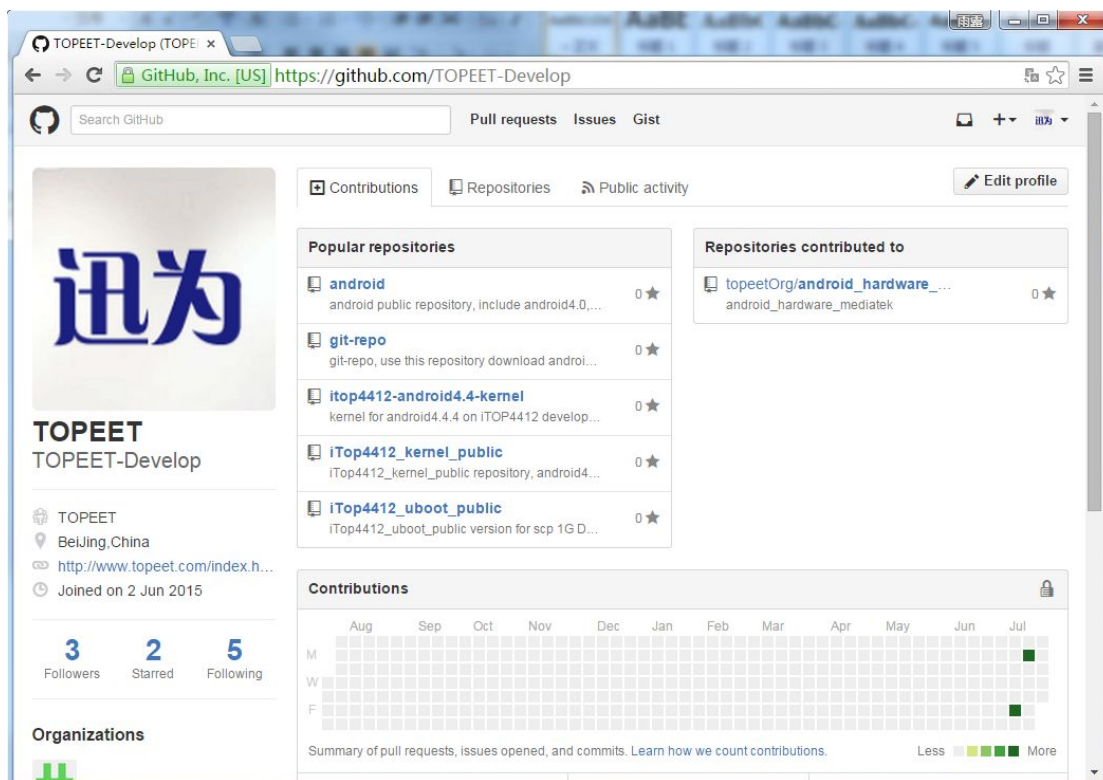 雨露
TOPEET-Develop (TOPE
GitHub, Inc. [US] https://github.com/TOPEET-Develop
Search GitHub
Pull requests Issues Gist
迅为
Contributions Repositories Public activity
Edit profile
迅为
TOPEET
TOPEET-Develop
TOPEET
BeiJing,China
http://www.topeet.com/index.h...
Joined on 2 Jun 2015
3 2 5
Followers Starred Following
Organizations
Popular repositories
android
android public repository, include android4.0,...
0
git-repo
git-repo, use this repository download androi...
0
itop4412-android4.4-kernel
kernel for android4.4.4 on iTOP4412 develop...
0
iTop4412_kernel_public
iTop4412_kernel_public repository, android4...
0
iTop4412_uboot_public
iTop4412_uboot_public version for scp 1G D...
0
Repositories contributed to
topeetOrg/android_hardware_...
android_hardware_mediatek
0
Contributions
Aug Sep Oct Nov Dec Jan Feb Mar Apr May Jun Jul
M
W
F
Summary of pull requests, issues opened, and commits. Learn how we count contributions.
Less More